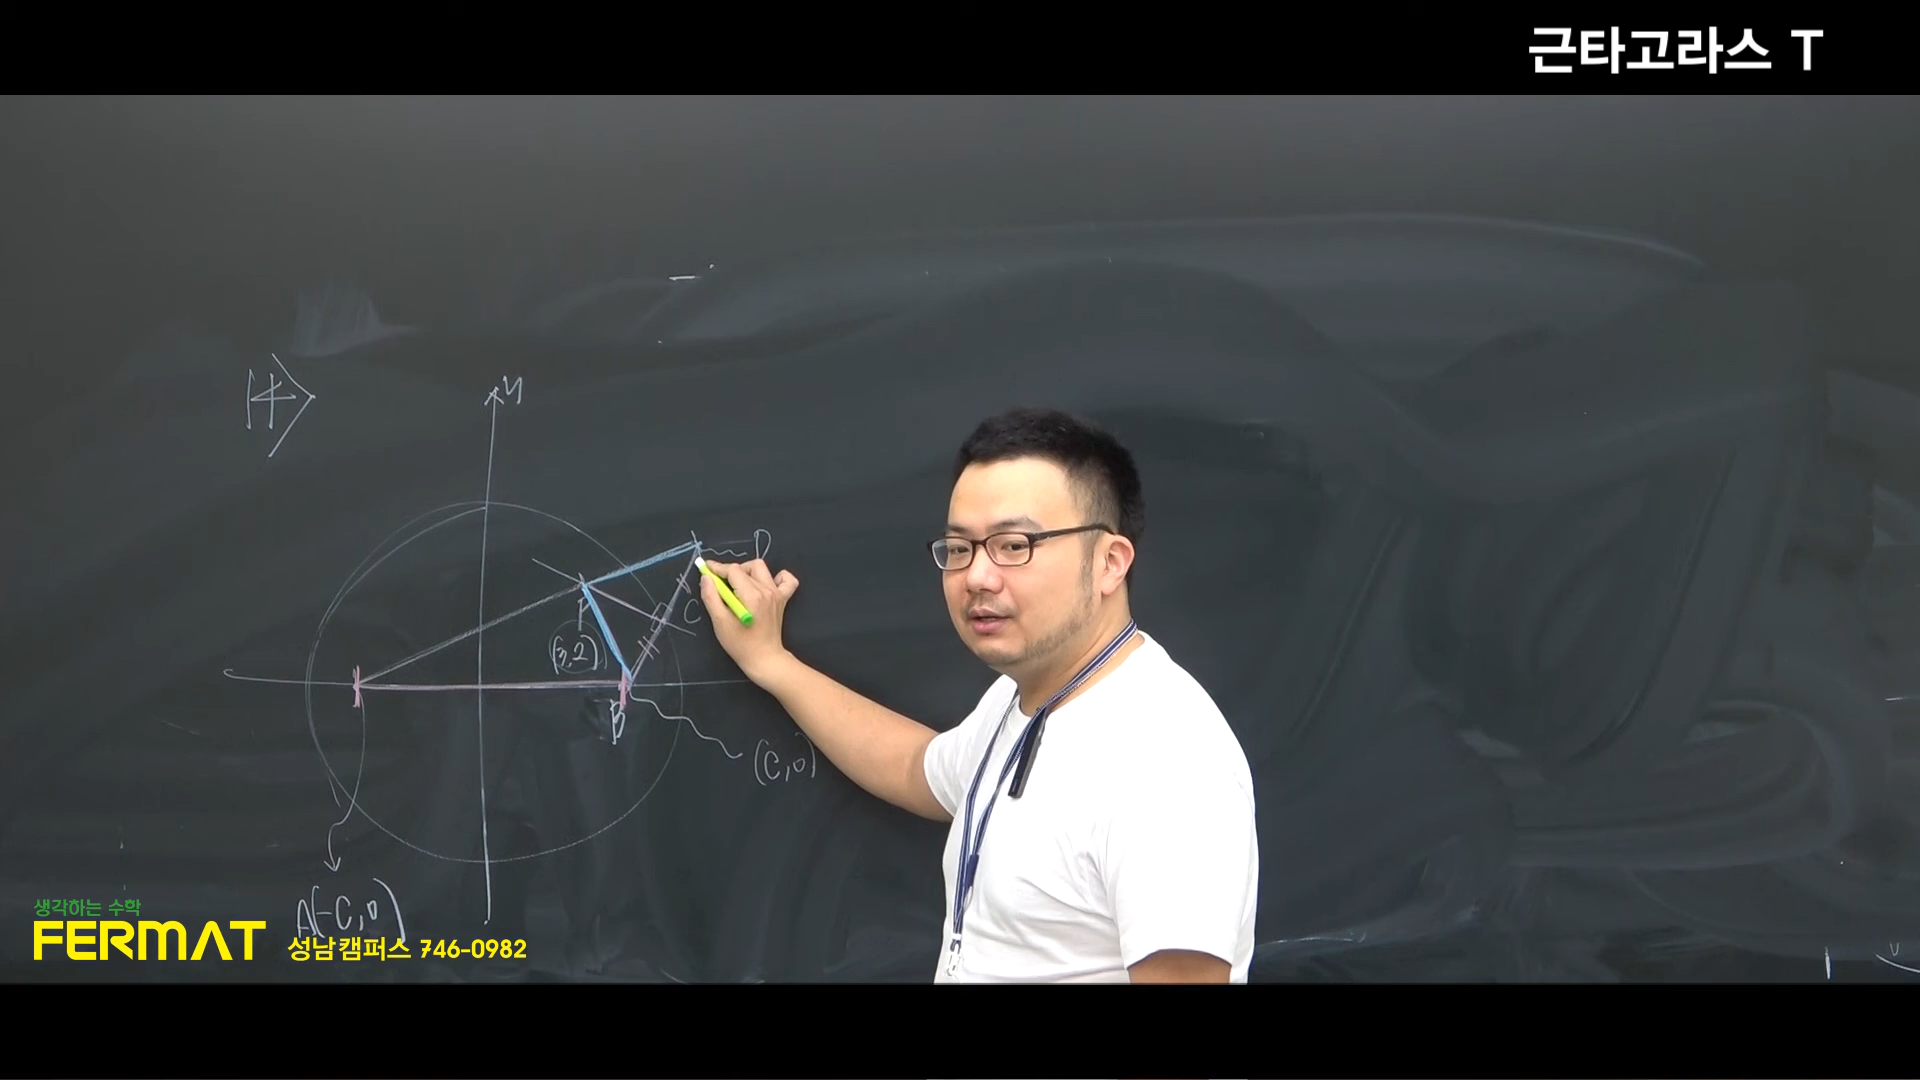 근타고라스 T
14>
y
D
C
P
(3,2)
B
(C,0)
A(-C,0)
생각하는 수학
FERMAT 성남캠퍼스 746-0982